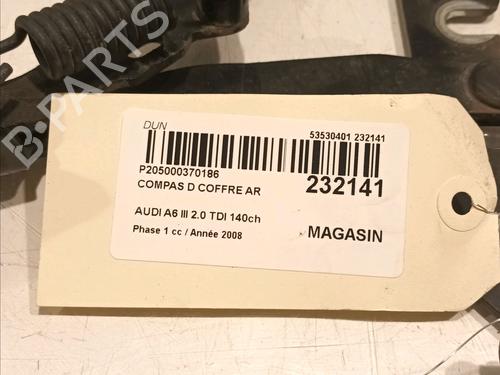 B-PARTS
DUN
53530401 232141
P205000370186
COMPAS D COFFRE AR
232141
AUDI A6 III 2.0 TDI 140ch
MAGASIN
Phase 1 cc / Année 2008